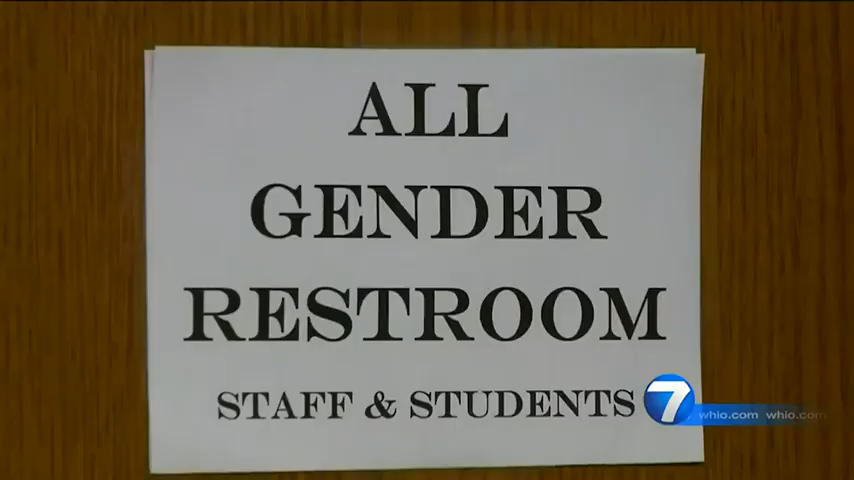 ALL
GENDER
RESTROOM
STAFF & STUDENTS
7
whio.com whio.com